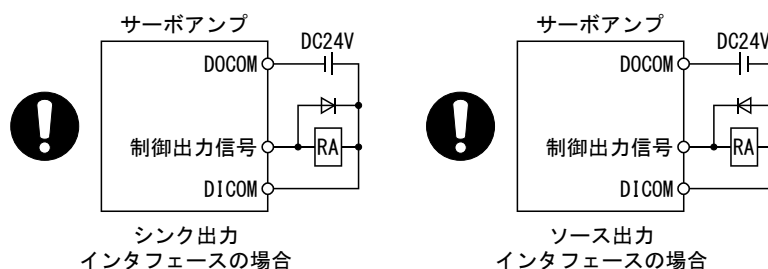 サーボアンプ
DC24V
DOCOM
制御出力信号
RA
DICOM
シンク出力
インタフェースの場合
サーボアンプ
DC24V
DOCOM
制御出力信号
RA
DICOM
ソース出力
インタフェースの場合